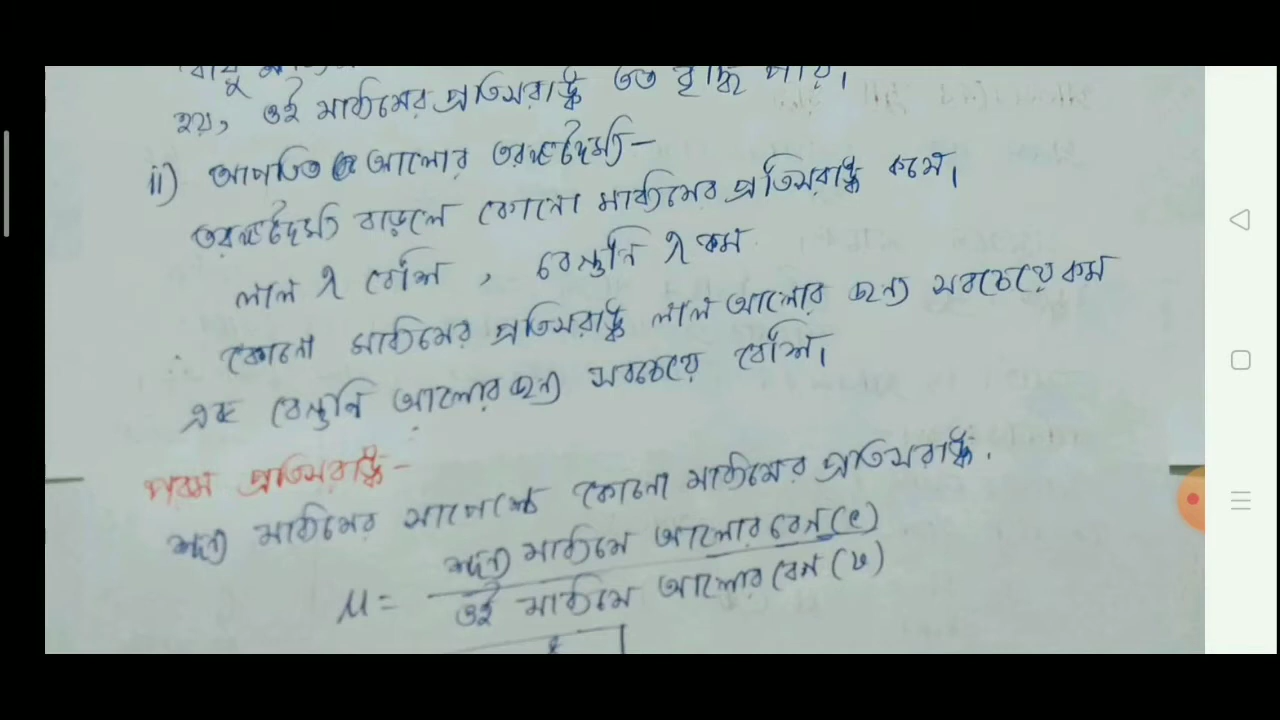 হয়, ওই মাধ্যমের প্রতিসরাঙ্ক তত বৃদ্ধি পায়।
ii) আপতিত আলোর তরঙ্গদৈর্ঘ্য—
তরঙ্গদৈর্ঘ্য বাড়লে কোনো মাধ্যমের প্রতিসরাঙ্ক কমে।
লাল λ বেশি , বেগুনি λ কম
কোনো মাধ্যমের প্রতিসরাঙ্ক লাল আলোর জন্য সবচেয়ে কম
এবং বেগুনি আলোর জন্য সবচেয়ে বেশি।
পরম প্রতিসরাঙ্ক—
শূন্য মাধ্যমের সাপেক্ষে কোনো মাধ্যমের প্রতিসরাঙ্ক.
শূন্য মাধ্যমে আলোর বেগ (c)
μ =
ওই মাধ্যমে আলোর বেগ (v)